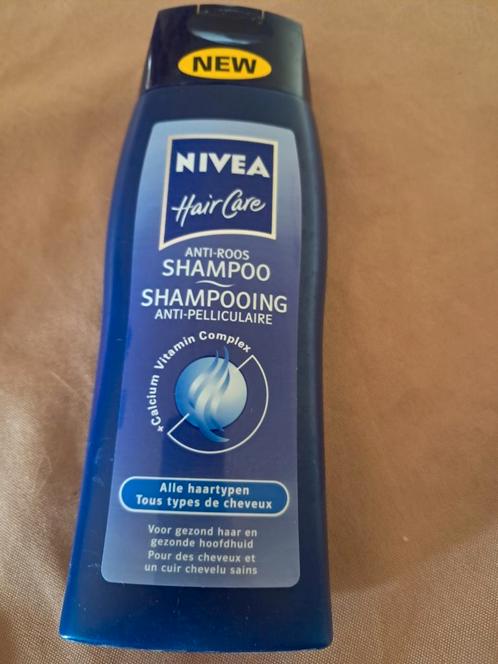 NEW
NIVEA
Hair Care
ANTI-ROOS
SHAMPOO
SHAMPOOING
ANTI-PELLICULAIRE
+Calcium Vitamin Complex
Alle haartypen
Tous types de cheveux
Voor gezond haar en
gezonde hoofdhuid
Pour des cheveux et
un cuir chevelu sains